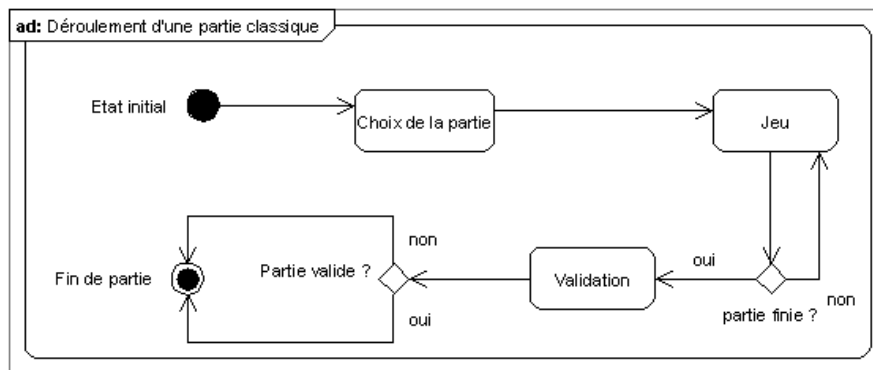 ad: Déroulement d'une partie classique
Etat initial
Choix de la partie
Jeu
non
Partie valide ?
Fin de partie
oui
Validation
oui
non
partie finie ?